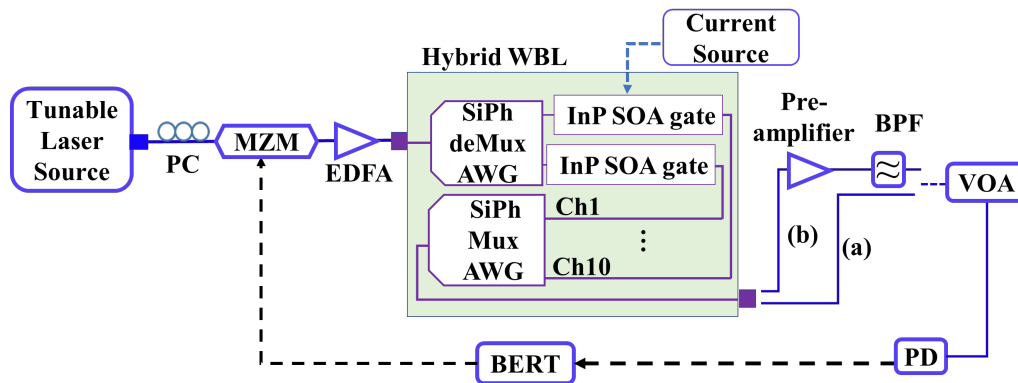 Tunable
Laser
Source
PC
MZM
EDFA
Hybrid WBL
SiPh
deMux
AWG
InP SOA gate
InP SOA gate
Current
Source
SiPh
Mux
AWG
Ch1
⋮
Ch10
Pre-
amplifier
BPF
≈
(b)
(a)
VOA
PD
BERT